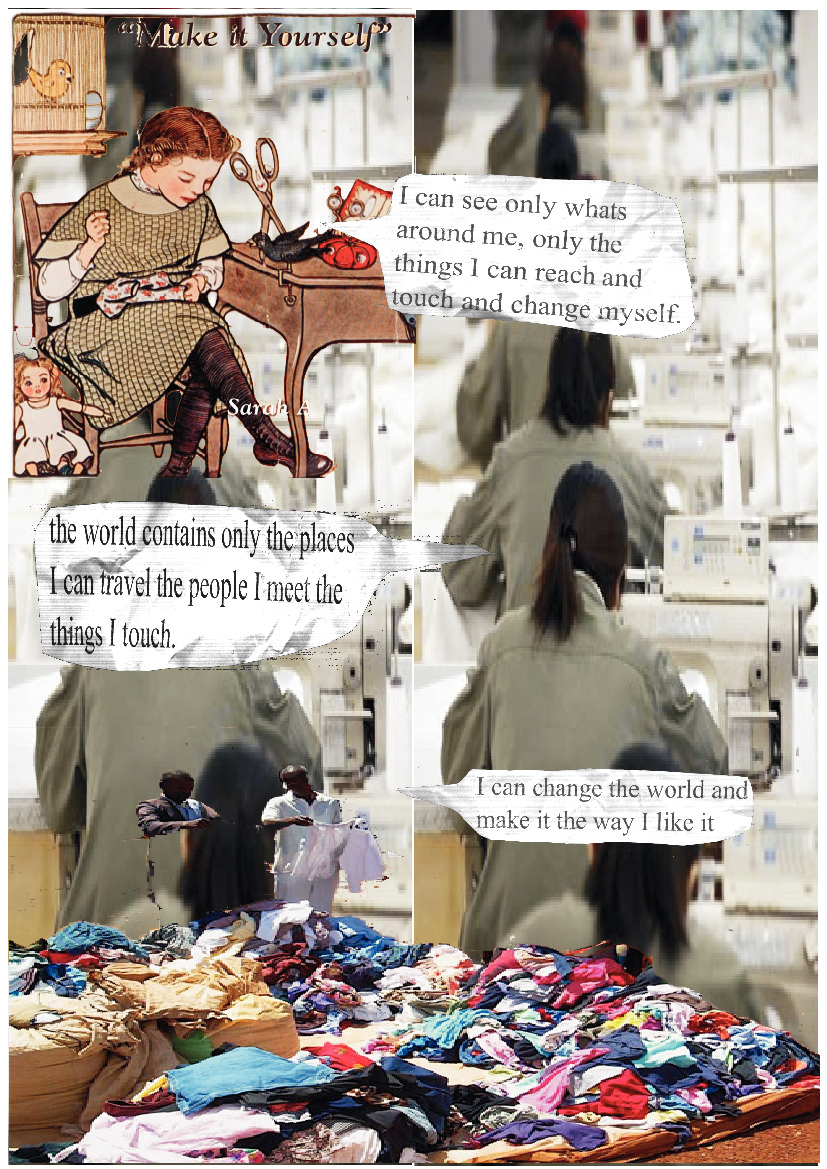 “Make it Yourself”
I can see only whats
around me, only the
things I can reach and
touch and change myself.
Sarah A
the world contains only the places
I can travel the people I meet the
things I touch.
I can change the world and
make it the way I like it